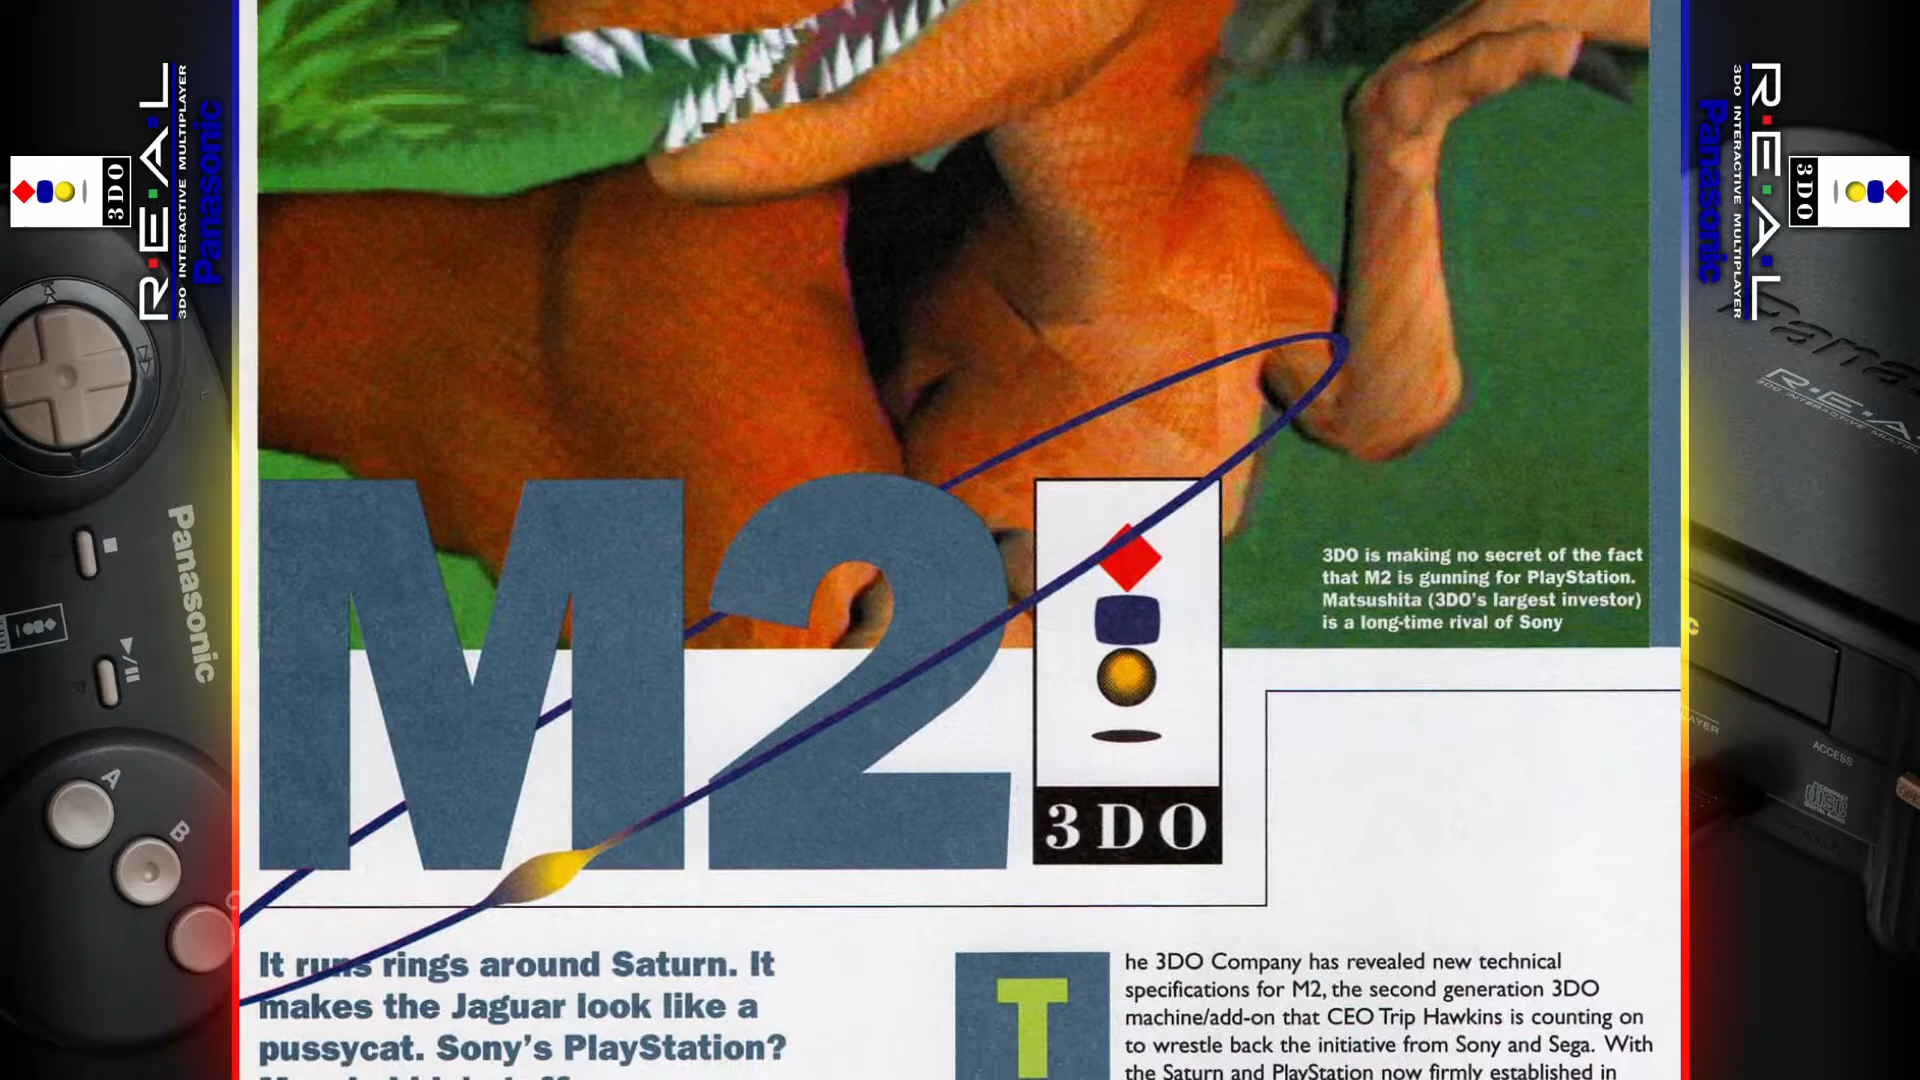 R·E·A·L
3DO INTERACTIVE MULTIPLAYER
Panasonic
3DO
Panasonic
A
B
C
M2
3DO
3DO is making no secret of the fact
that M2 is gunning for PlayStation.
Matsushita (3DO's largest investor)
is a long-time rival of Sony
It runs rings around Saturn. It
makes the Jaguar look like a
pussycat. Sony's PlayStation?
The 3DO Company has revealed new technical
specifications for M2, the second generation 3DO
machine/add-on that CEO Trip Hawkins is counting on
to wrestle back the initiative from Sony and Sega. With
the Saturn and PlayStation now firmly established in
R·E·A·L
3DO INTERACTIVE MULTIPLAYER
Panasonic
3DO
ACCESS